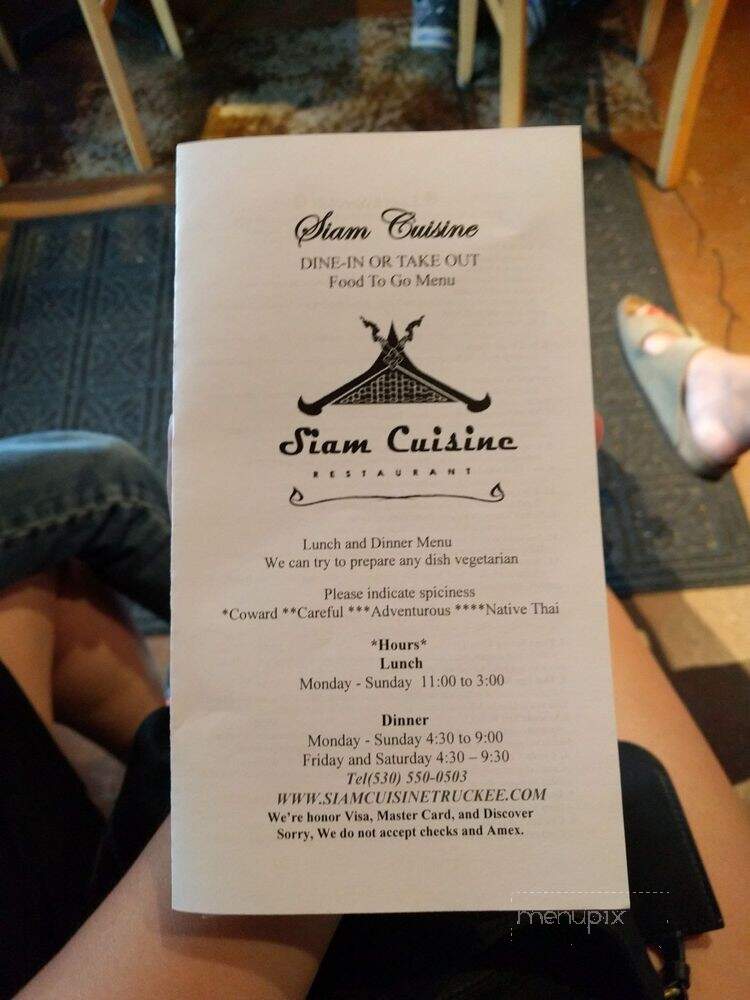 Siam Cuisine
DINE-IN OR TAKE OUT
Food To Go Menu
Siam Cuisine
RESTAURANT
Lunch and Dinner Menu
We can try to prepare any dish vegetarian
Please indicate spiciness
*Coward **Careful ***Adventurous ****Native Thai
*Hours*
Lunch
Monday - Sunday 11:00 to 3:00
Dinner
Monday - Sunday 4:30 to 9:00
Friday and Saturday 4:30 – 9:30
Tel(530) 550-0503
WWW.SIAMCUISINETRUCKEE.COM
We're honor Visa, Master Card, and Discover
Sorry, We do not accept checks and Amex.
menupix